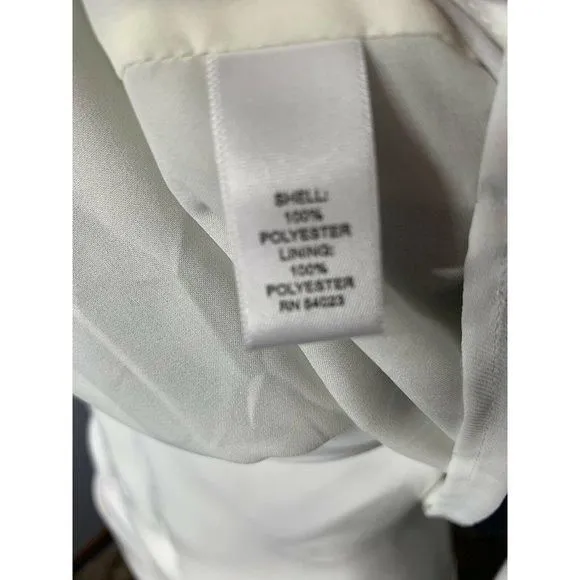 SHELL:
100%
POLYESTER
LINING:
100%
POLYESTER
RN 54023